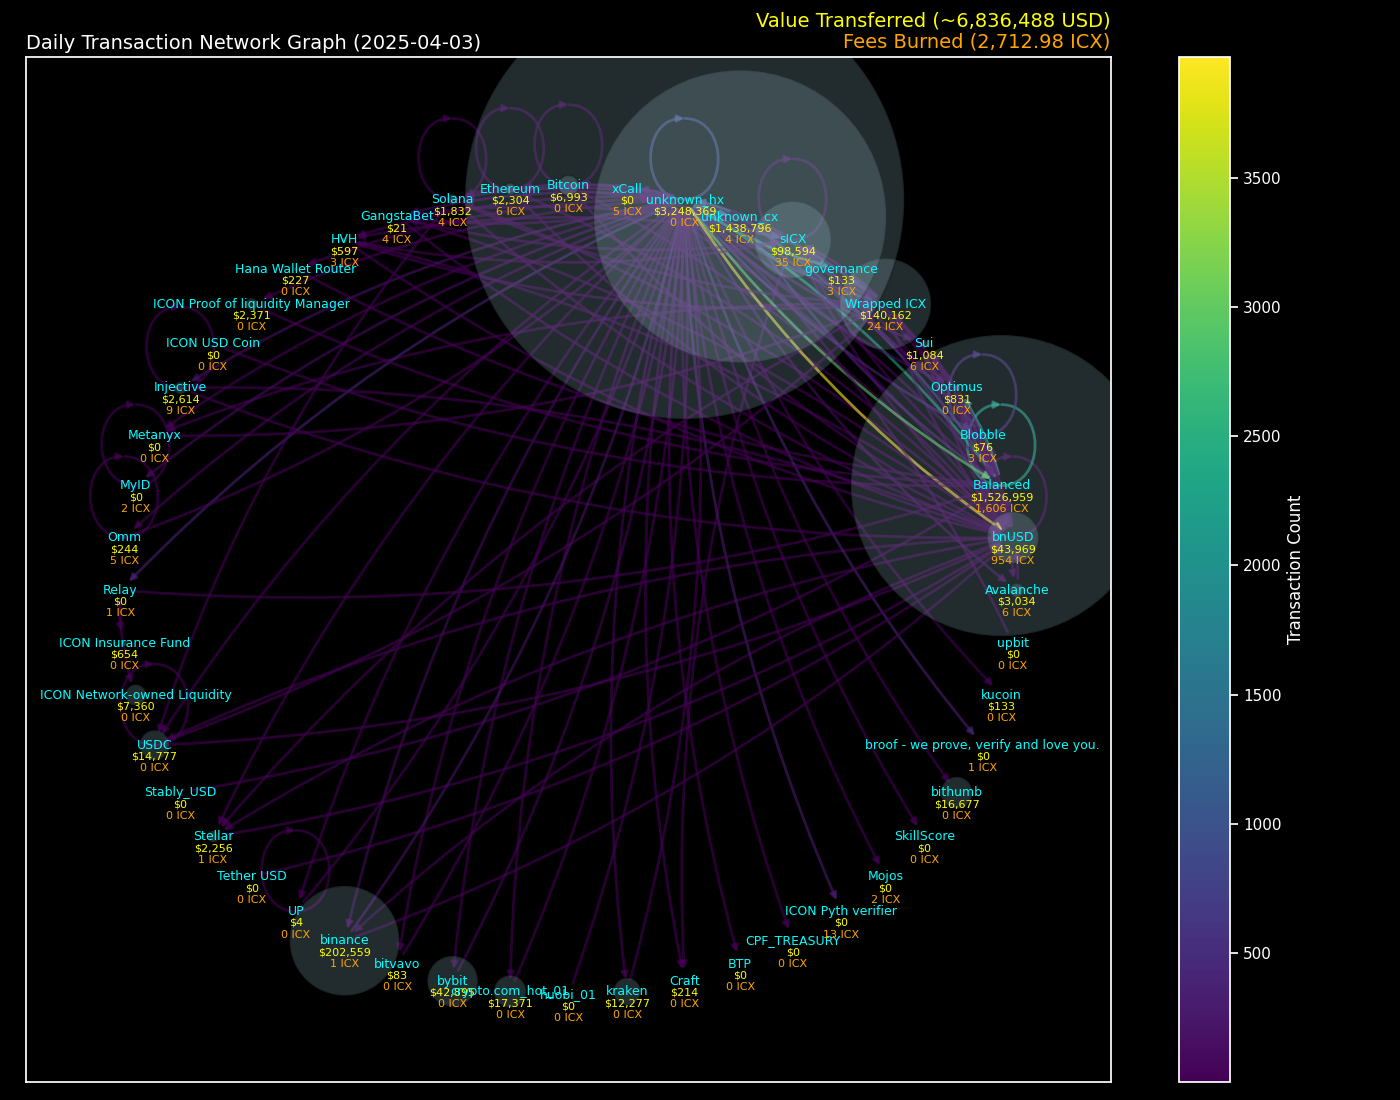 Value Transferred (~6,836,488 USD)
Daily Transaction Network Graph (2025-04-03)
Fees Burned (2,712.98 ICX)
Bitcoin
$6,993
0 ICX
Ethereum
$2,304
6 ICX
xCall
$0
5 ICX
Solana
$1,832
4 ICX
unknown_hx
$3,248,369
0 ICX
GangstaBet
$21
4 ICX
unknown_cx
$1,438,796
4 ICX
HVH
$597
3 ICX
sICX
$98,594
35 ICX
Hana Wallet Router
$227
0 ICX
governance
$133
3 ICX
ICON Proof of liquidity Manager
$2,371
0 ICX
Wrapped ICX
$140,162
24 ICX
ICON USD Coin
$0
0 ICX
Sui
$1,084
6 ICX
Injective
$2,614
9 ICX
Optimus
$831
0 ICX
Metanyx
$0
0 ICX
Blobble
$76
3 ICX
MyID
$0
2 ICX
Balanced
$1,526,959
1,606 ICX
Omm
$244
5 ICX
bnUSD
$43,969
954 ICX
Relay
$0
1 ICX
Avalanche
$3,034
6 ICX
ICON Insurance Fund
$654
0 ICX
upbit
$0
0 ICX
ICON Network-owned Liquidity
$7,360
0 ICX
kucoin
$133
0 ICX
USDC
$14,777
0 ICX
broof - we prove, verify and love you.
$0
1 ICX
Stably_USD
$0
0 ICX
bithumb
$16,677
0 ICX
Stellar
$2,256
1 ICX
SkillScore
$0
0 ICX
Tether USD
$0
0 ICX
Mojos
$0
2 ICX
UP
$4
0 ICX
ICON Pyth verifier
$0
13 ICX
binance
$202,559
1 ICX
CPF_TREASURY
$0
0 ICX
bitvavo
$83
0 ICX
BTP
$0
0 ICX
bybit
$42,895
0 ICX
$17,371
0 ICX
huobi_01
$0
0 ICX
kraken
$12,277
0 ICX
Craft
$214
0 ICX
3500
3000
2500
2000
1500
1000
500
Transaction Count